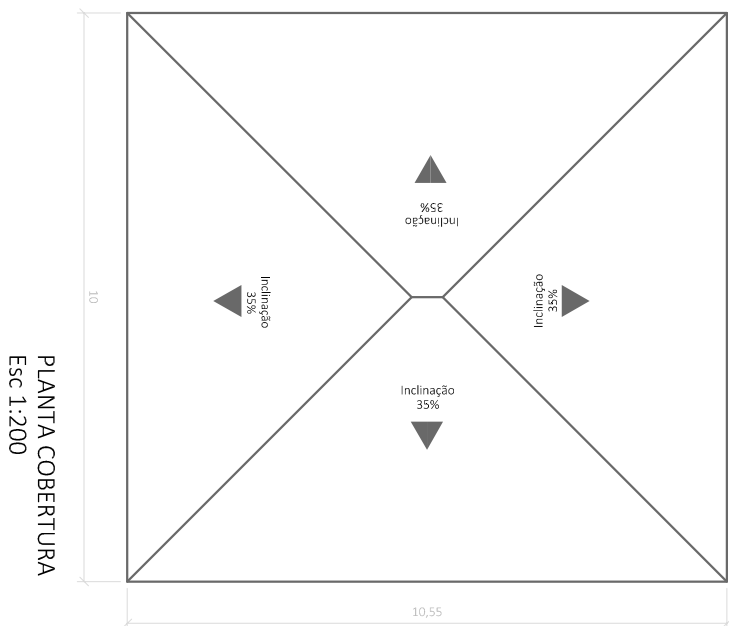 Inclinação
35%
Inclinação
35%
Inclinação
35%
Inclinação
35%
10
10,55
PLANTA COBERTURA
Esc 1:200